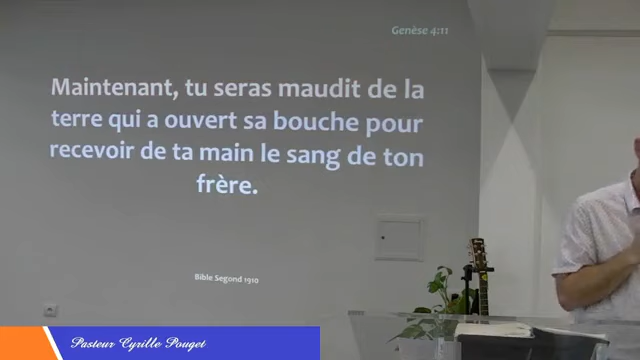 Genèse 4:11
Maintenant, tu seras maudit de la
terre qui a ouvert sa bouche pour
recevoir de ta main le sang de ton
frère.
Bible Segond 1910
Pasteur Cyrille Pouget